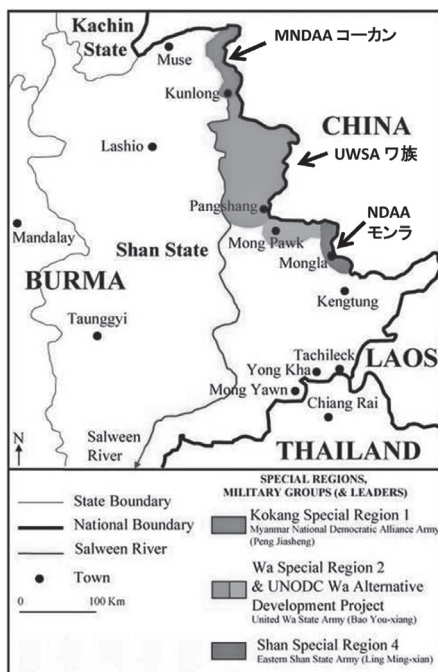 Kachin
State
Muse
MNDAA コーカン
Kunlong
CHINA
Lashio
UWSA ワ族
Pangshang
NDAA
モンラ
Mandalay
Shan State
Mong Pawk
Mongla
BURMA
Kengtung
Taunggyi
Tachileck
LAOS
Yong Kha
Mong Yawn
Chiang Rai
N
Salween
River
THAILAND
SPECIAL REGIONS,
MILITARY GROUPS (& LEADERS)
State Boundary
National Boundary
Salween River
Town
0 100 Km
Kokang Special Region 1
Myanmar National Democratic Alliance Army
(Peng Jiasheng)
Wa Special Region 2
& UNODC Wa Alternative
Development Project
United Wa State Army (Bao You-xiang)
Shan Special Region 4
Eastern Shan State Army (Ling Ming-xian)